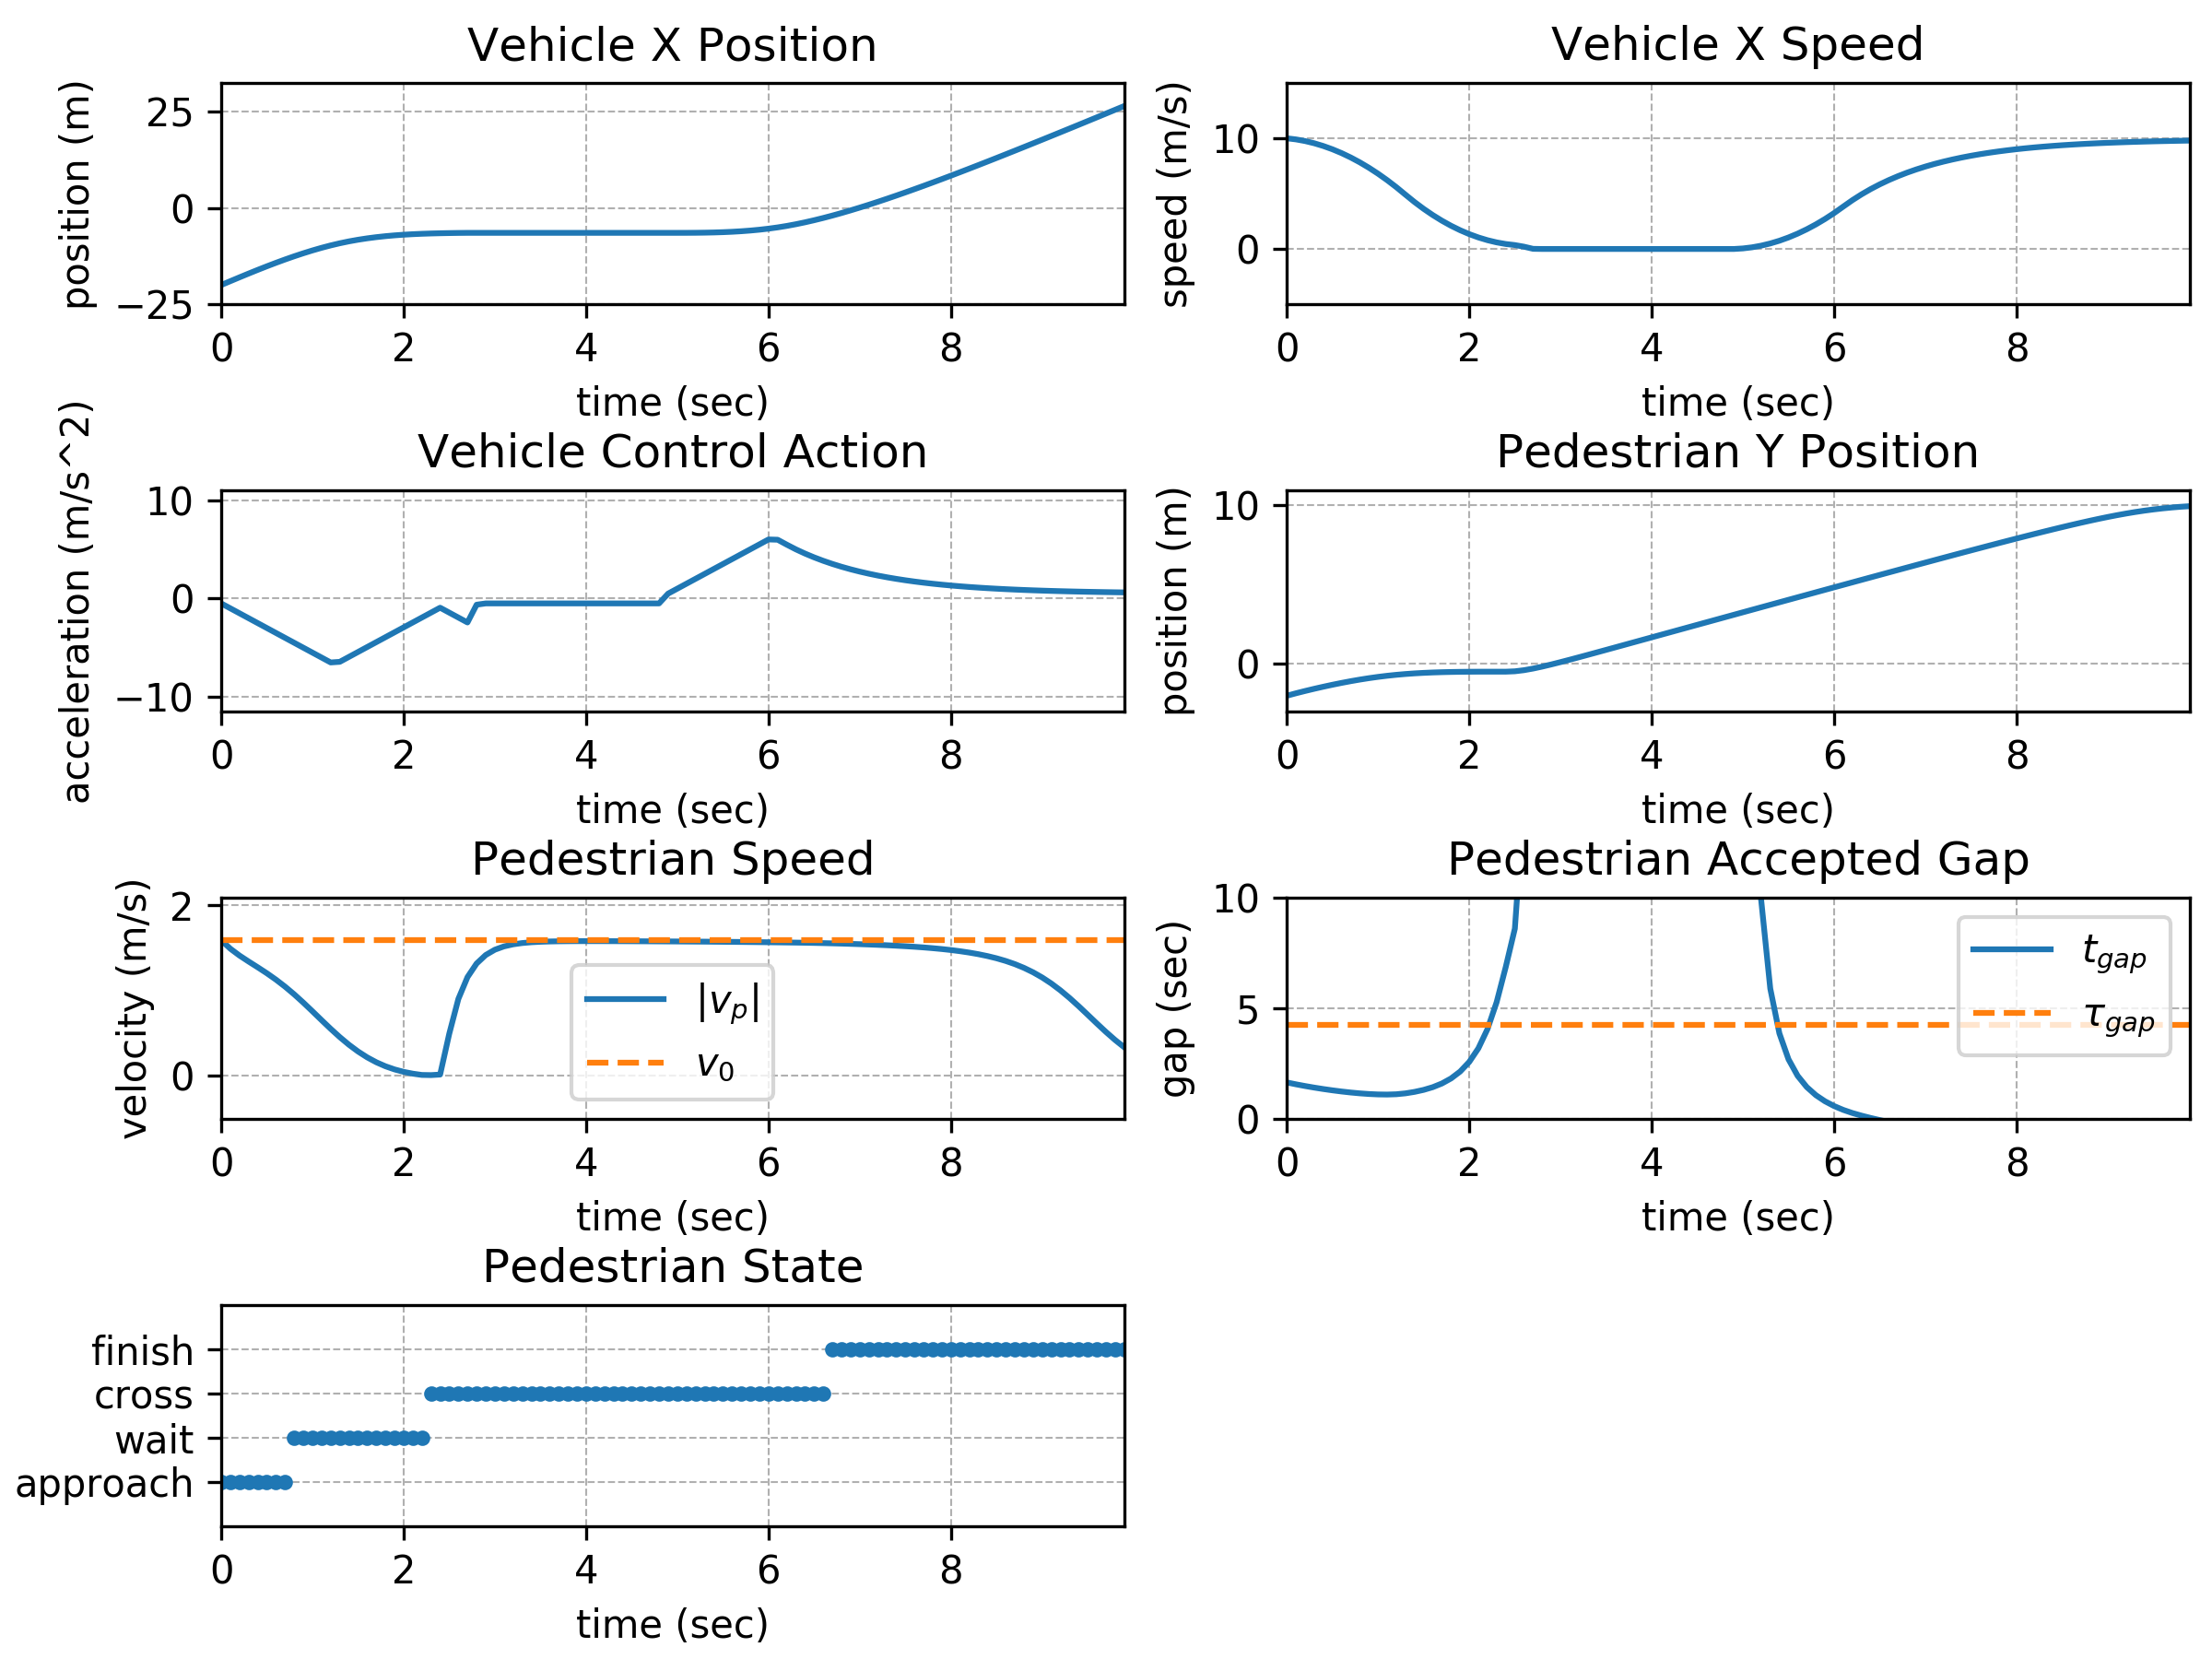 Vehicle X Position
position (m)
25
0
−25
0 2 4 6 8
time (sec)
Vehicle X Speed
speed (m/s)
10
0
0 2 4 6 8
time (sec)
Vehicle Control Action
acceleration (m/s^2)
10
0
−10
0 2 4 6 8
time (sec)
Pedestrian Y Position
position (m)
10
0
0 2 4 6 8
time (sec)
Pedestrian Speed
velocity (m/s)
2
0
|v_p|
v_0
0 2 4 6 8
time (sec)
Pedestrian Accepted Gap
gap (sec)
10
5
0
t_gap
τ_gap
0 2 4 6 8
time (sec)
Pedestrian State
finish
cross
wait
approach
0 2 4 6 8
time (sec)